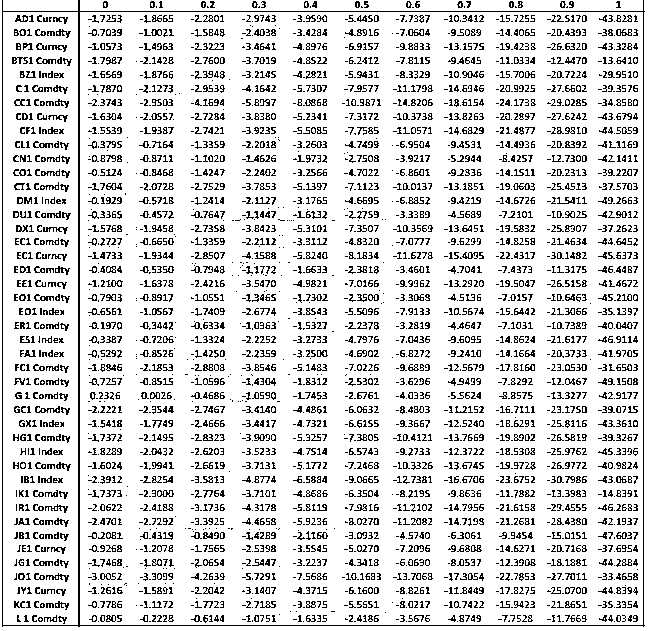 0 0.1 0.2 0.3 0.4 0.5 0.6 0.7 0.8 0.9 1
AD1 Curncy -1.7253 -1.8665 -2.2801 -2.9743 -3.9590 -5.4450 -7.7387 -10.3412 -15.7255 -22.5170 -43.8281
BO1 Comdty -0.7039 -1.0021 -1.5848 -2.4038 -3.4284 -4.8916 -7.0604 -9.5089 -14.4065 -20.4393 -38.0683
BP1 Curncy -1.0573 -1.4963 -2.3223 -3.4641 -4.8976 -6.9157 -9.8833 -13.1575 -19.4238 -26.6320 -43.3284
BTS1 Comdty -1.7987 -2.1428 -2.7600 -3.7019 -4.8522 -6.2412 -7.8115 -9.4645 -11.0334 -12.4470 -13.6410
BZ1 Index -1.6569 -1.8766 -2.3948 -3.2145 -4.2821 -5.9431 -8.3329 -10.9046 -15.7006 -20.7224 -29.9510
C 1 Comdty -1.7870 -2.1273 -2.9539 -4.1642 -5.7307 -7.9577 -11.1798 -14.6946 -20.9925 -27.6602 -39.3576
CC1 Comdty -2.3743 -2.9503 -4.1694 -5.8997 -8.0868 -10.9871 -14.8206 -18.6154 -24.1738 -29.0285 -34.8580
CD1 Curncy -1.6304 -2.0557 -2.7284 -3.8380 -5.2341 -7.3172 -10.3738 -13.8263 -20.2897 -27.6242 -43.6794
CF1 Index -1.5539 -1.9387 -2.7421 -3.9235 -5.5085 -7.7585 -11.0571 -14.6829 -21.4877 -28.9810 -44.5059
CL1 Comdty -0.3795 -0.7164 -1.3359 -2.2018 -3.2603 -4.7499 -6.9504 -9.4531 -14.4936 -20.8392 -41.1169
CN1 Comdty -0.8798 -0.8711 -1.1020 -1.4626 -1.9732 -2.7508 -3.9217 -5.2944 -8.4257 -12.7300 -42.1411
CO1 Comdty -0.5124 -0.8468 -1.4247 -2.2402 -3.2566 -4.7022 -6.8601 -9.2836 -14.1511 -20.2313 -39.2207
CT1 Comdty -1.7604 -2.0728 -2.7529 -3.7853 -5.1397 -7.1123 -10.0137 -13.1851 -19.0603 -25.4513 -37.5703
DM1 Index -0.1929 -0.5718 -1.2414 -2.1127 -3.1765 -4.6695 -6.8852 -9.4219 -14.6726 -21.5411 -49.2663
DU1 Comdty -0.3365 -0.4572 -0.7647 -1.1447 -1.6132 -2.2759 -3.3389 -4.5689 -7.2101 -10.9025 -42.9012
DX1 Curncy -1.5768 -1.9458 -2.7358 -3.8423 -5.3101 -7.3507 -10.3569 -13.6451 -19.5832 -25.8907 -37.2623
EC1 Comdty -0.2727 -0.6650 -1.3359 -2.2112 -3.3112 -4.8320 -7.0777 -9.6299 -14.8258 -21.4634 -44.6452
EC1 Curncy -1.4733 -1.9344 -2.8507 -4.1588 -5.8240 -8.1834 -11.6278 -15.4095 -22.4317 -30.1482 -45.6373
ED1 Comdty -0.4084 -0.5350 -0.7948 -1.1772 -1.6633 -2.3818 -3.4601 -4.7041 -7.4373 -11.3175 -46.4487
EE1 Curncy -1.2100 -1.6378 -2.4216 -3.5470 -4.9821 -7.0166 -9.9962 -13.2920 -19.5047 -26.5158 -41.4672
EO1 Comdty -0.7903 -0.8917 -1.0551 -1.3465 -1.7302 -2.3500 -3.3068 -4.5136 -7.0157 -10.6463 -45.2100
EO1 Index -0.6561 -1.0567 -1.7409 -2.6774 -3.8543 -5.5096 -7.9133 -10.5674 -15.6442 -21.3066 -35.1397
ER1 Comdty -0.1970 -0.3442 -0.6334 -1.0363 -1.5327 -2.2378 -3.2819 -4.4647 -7.1031 -10.7389 -40.0407
ES1 Index -0.3387 -0.7206 -1.3324 -2.2252 -3.2733 -4.7976 -7.0436 -9.6095 -14.8624 -21.6177 -46.9114
FA1 Index -0.5292 -0.8526 -1.4250 -2.2359 -3.2500 -4.6902 -6.8272 -9.2410 -14.1664 -20.3733 -41.9705
FC1 Comdty -1.8846 -2.1853 -2.8808 -3.8546 -5.1483 -7.0226 -9.6889 -12.5679 -17.8160 -23.0530 -31.6503
FV1 Comdty -0.7257 -0.8515 -1.0596 -1.4304 -1.8312 -2.5302 -3.6296 -4.9499 -7.8292 -12.0467 -49.1508
G 1 Comdty 0.2326 0.0026 -0.4686 -1.0590 -1.7453 -2.6761 -4.0336 -5.5624 -8.8575 -13.3277 -42.9177
GC1 Comdty -2.2221 -2.3544 -2.7467 -3.4140 -4.4861 -6.0632 -8.4803 -11.2152 -16.7111 -23.1750 -39.0715
GX1 Index -1.5418 -1.7749 -2.4666 -3.4417 -4.7321 -6.6155 -9.3667 -12.5240 -18.6291 -25.8116 -43.3610
HG1 Comdty -1.7372 -2.1495 -2.8323 -3.9090 -5.3257 -7.3805 -10.4121 -13.7669 -19.8902 -26.5819 -39.3267
HI1 Index -1.8289 -2.0432 -2.6203 -3.5233 -4.7514 -6.5743 -9.2733 -12.3722 -18.5308 -25.9762 -45.3396
HO1 Comdty -1.6024 -1.9941 -2.6619 -3.7131 -5.1772 -7.2468 -10.3326 -13.6745 -19.9728 -26.9772 -40.9824
IB1 Index -2.3912 -2.8254 -3.5813 -4.8774 -6.5884 -9.0665 -12.7381 -16.6706 -23.6752 -30.7986 -43.0687
IK1 Comdty -1.7373 -2.3000 -2.7764 -3.7101 -4.8686 -6.3504 -8.2195 -9.8636 -11.7882 -13.3983 -14.8391
IR1 Comdty -2.0622 -2.4188 -3.1736 -4.3178 -5.8119 -7.9816 -11.2102 -14.7956 -21.6158 -29.4555 -46.2683
JA1 Comdty -2.4701 -2.7292 -3.3925 -4.4658 -5.9236 -8.0270 -11.2082 -14.7198 -21.2681 -28.4380 -42.1937
JB1 Comdty -0.2081 -0.4319 -0.8490 -1.4289 -2.1160 -3.0932 -4.5740 -6.3061 -9.9454 -15.0151 -47.6037
JE1 Curncy -0.9268 -1.2078 -1.7565 -2.5398 -3.5545 -5.0270 -7.2096 -9.6808 -14.6271 -20.7168 -37.6954
JG1 Comdty -1.7468 -1.8071 -2.0654 -2.5447 -3.2237 -4.3418 -6.0690 -8.0537 -12.3908 -18.1881 -44.2884
JO1 Comdty -3.0052 -3.3099 -4.2639 -5.7291 -7.5686 -10.1683 -13.7068 -17.3054 -22.7853 -27.7011 -33.4658
JY1 Curncy -1.2616 -1.5891 -2.2042 -3.1407 -4.3715 -6.1600 -8.8261 -11.8449 -17.8275 -25.0700 -44.8394
KC1 Comdty -0.7786 -1.1172 -1.7723 -2.7185 -3.8875 -5.5651 -8.0217 -10.7422 -15.9423 -21.8651 -35.3354
L 1 Comdty -0.0805 -0.2228 -0.6144 -1.0751 -1.6335 -2.4186 -3.5676 -4.8749 -7.7528 -11.7669 -44.0349